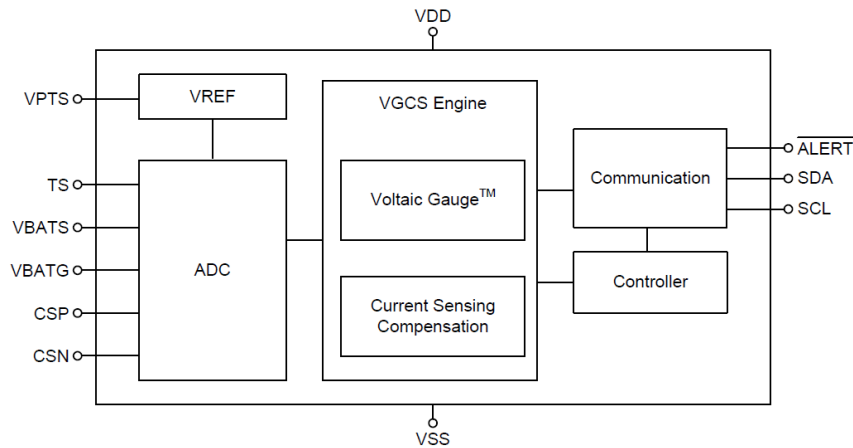 VDD
VPTS
VREF
VGCS Engine
ALERT
TS
Voltaic Gauge™
Communication
SDA
VBATS
SCL
VBATG
ADC
Controller
CSP
Current Sensing
Compensation
CSN
VSS